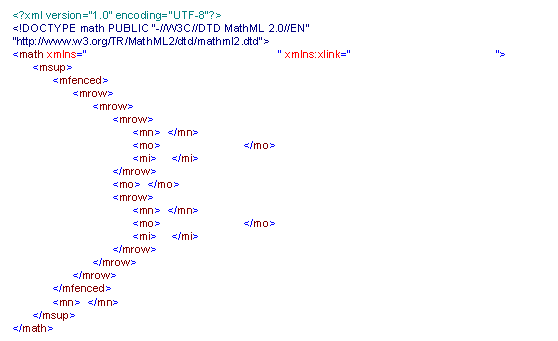 <?xml version="1.0" encoding="UTF-8"?>
<!DOCTYPE math PUBLIC "-//W3C//DTD MathML 2.0//EN"
"http://www.w3.org/TR/MathML2/dtd/mathml2.dtd">
<math xmlns=" " xmlns:xlink=" ">
<msup>
<mfenced>
<mrow>
<mrow>
<mrow>
<mn> </mn>
<mo> </mo>
<mi> </mi>
</mrow>
<mo> </mo>
<mrow>
<mn> </mn>
<mo> </mo>
<mi> </mi>
</mrow>
</mrow>
</mrow>
</mfenced>
<mn> </mn>
</msup>
</math>